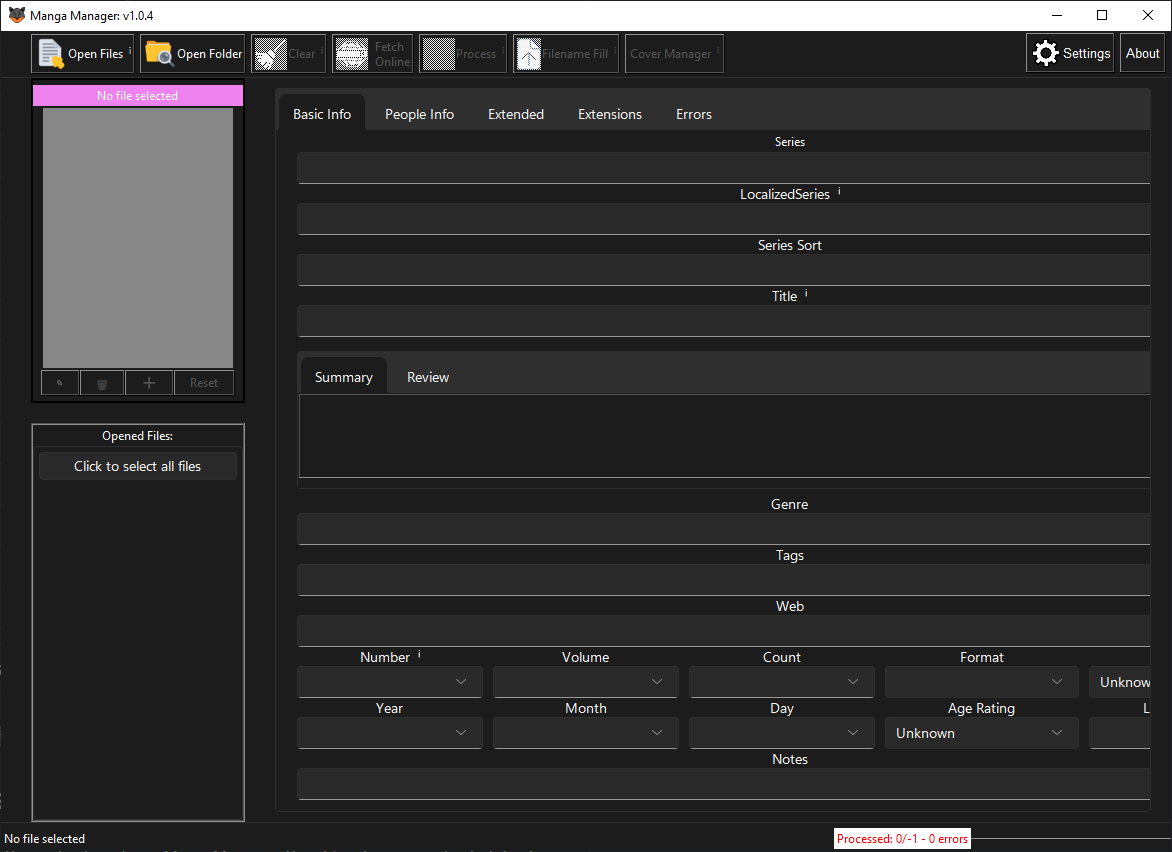 Manga Manager: v1.0.4
Open Files i
Open Folder
Clear i
Fetch Online
Process i
Filename Fill i
Cover Manager i
Settings
About
No file selected
Reset
Opened Files:
Click to select all files
Basic Info
People Info
Extended
Extensions
Errors
Series
LocalizedSeries i
Series Sort
Title i
Summary
Review
Genre
Tags
Web
Number i
Volume
Count
Format
Unknow
Year
Month
Day
Age Rating
L
Unknown
Notes
No file selected
Processed: 0/-1 - 0 errors